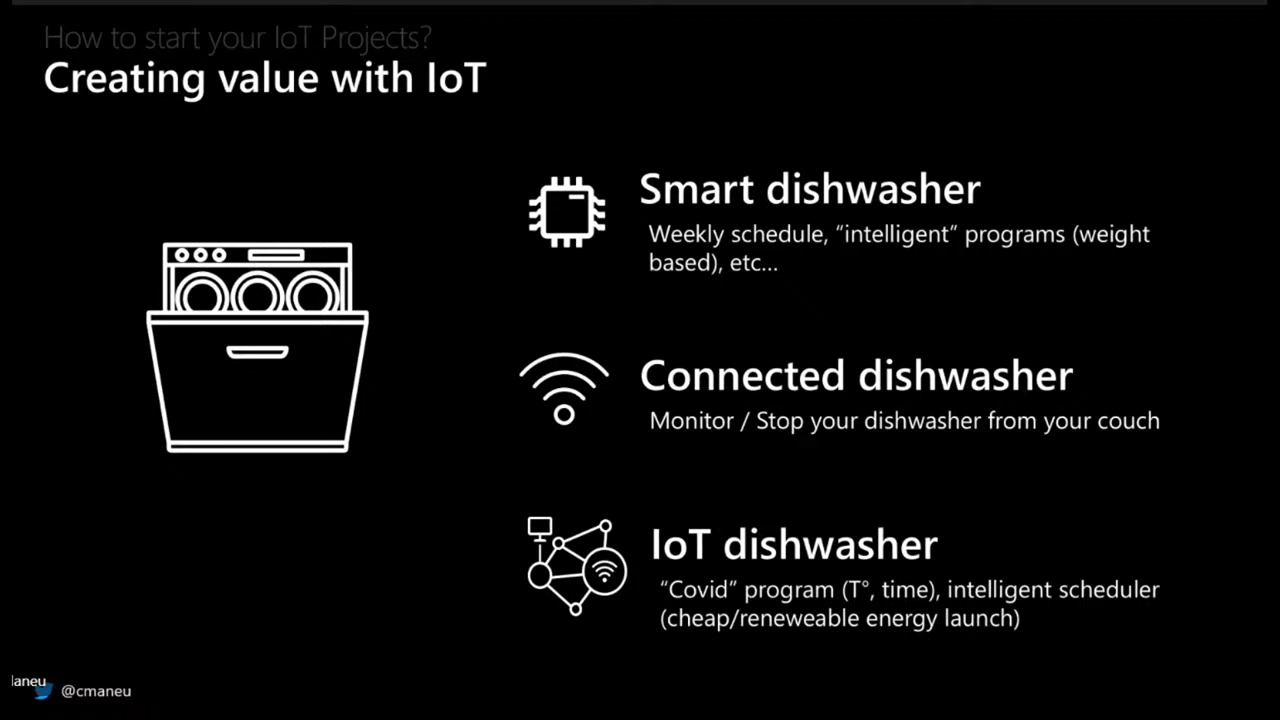 How to start your IoT Projects?
Creating value with IoT
Smart dishwasher
Weekly schedule, “intelligent” programs (weight
based), etc...
Connected dishwasher
Monitor / Stop your dishwasher from your couch
IoT dishwasher
“Covid” program (T°, time), intelligent scheduler
(cheap/reneweable energy launch)
@cmaneu